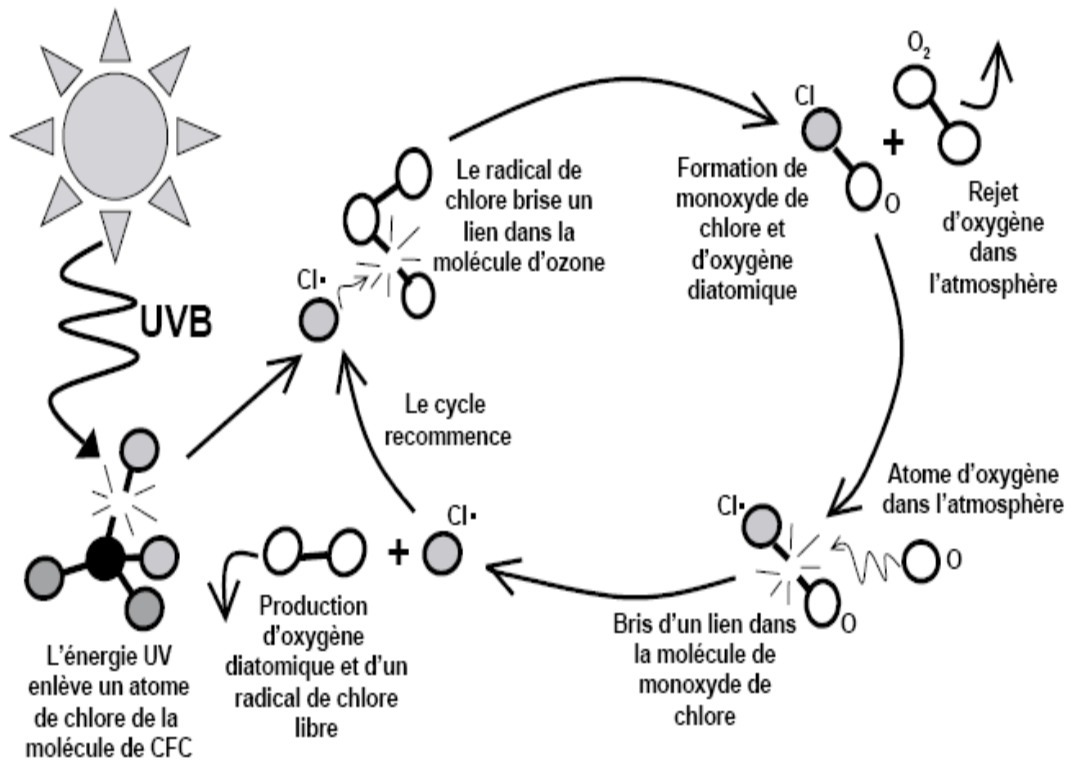 UVB
L'énergie UV
enlève un atome
de chlore de la
molécule de CFC
Cl·
Le radical de
chlore brise un
lien dans la
molécule d'ozone
Cl
O
+
O₂
Formation de
monoxyde de
chlore et
d'oxygène
diatomique
Rejet
d'oxygène
dans
l'atmosphère
Atome d'oxygène
dans l'atmosphère
O
Cl·
O
Bris d'un lien dans
la molécule de
monoxyde de
chlore
+
Cl·
Production
d'oxygène
diatomique et d'un
radical de chlore
libre
Le cycle
recommence